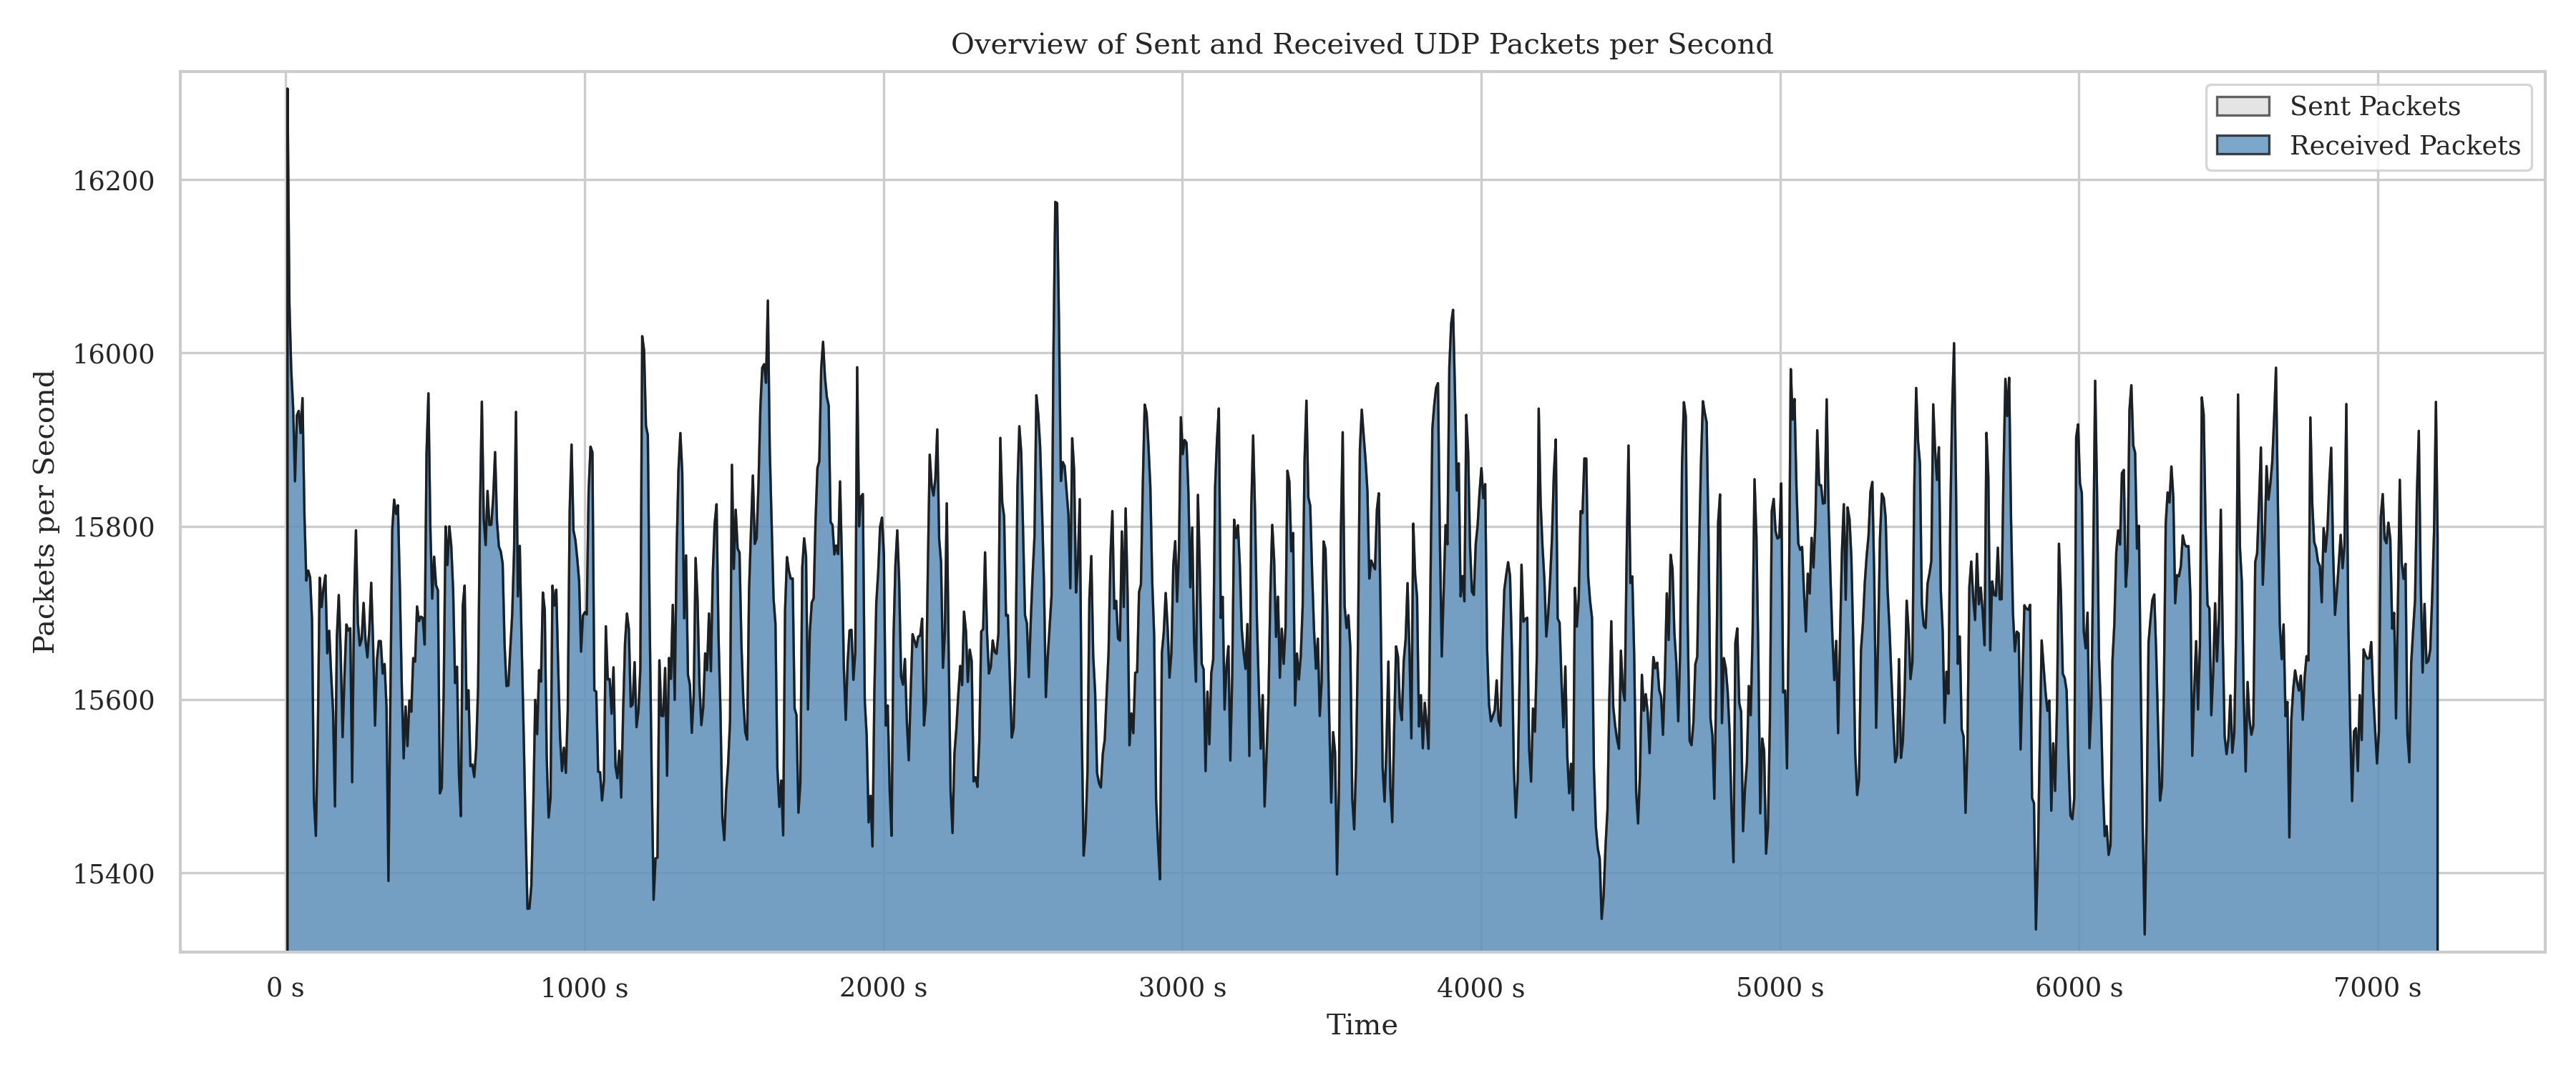 Overview of Sent and Received UDP Packets per Second
Sent Packets
Received Packets
Packets per Second
16200
16000
15800
15600
15400
0 s 1000 s 2000 s 3000 s 4000 s 5000 s 6000 s 7000 s
Time